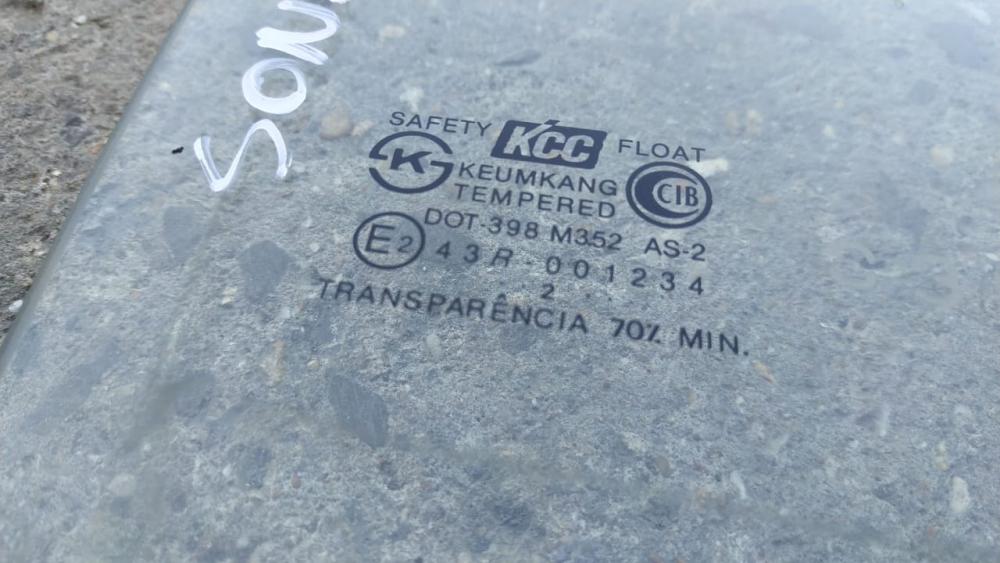 SON
SAFETY KCC FLOAT
K KEUMKANG CIB
TEMPERED
DOT-398 M352 AS-2
E2 43R-001234
2 . .
TRANSPARÊNCIA 70% MIN.